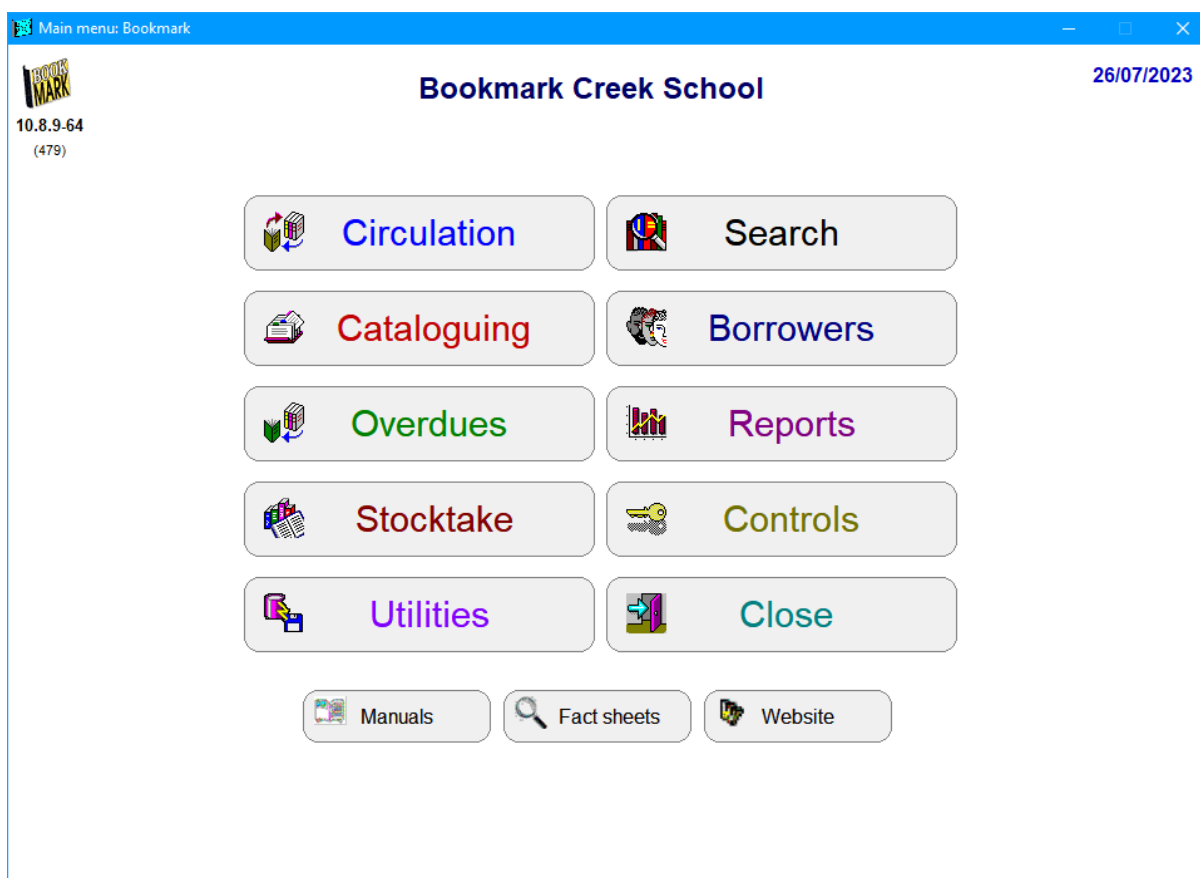 Main menu: Bookmark
BOOK
MARK
Bookmark Creek School
26/07/2023
10.8.9-64
(479)
Circulation
Search
Cataloguing
Borrowers
Overdues
Reports
Stocktake
Controls
Utilities
Close
Manuals
Fact sheets
Website